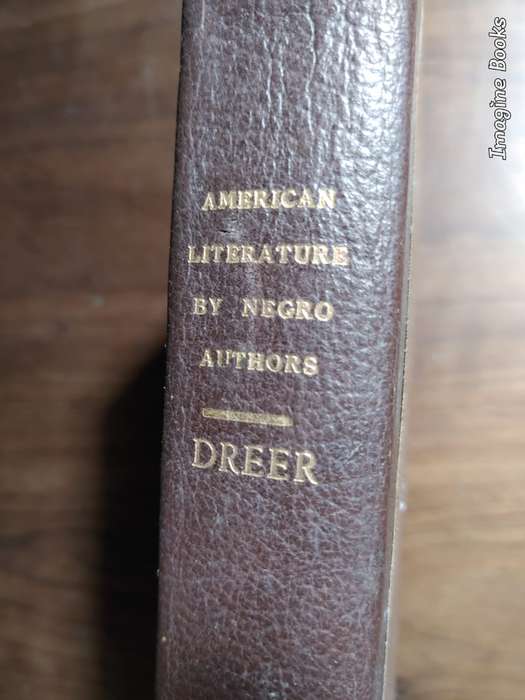 AMERICAN
LITERATURE
BY NEGRO
AUTHORS
DREER
Imagine Books